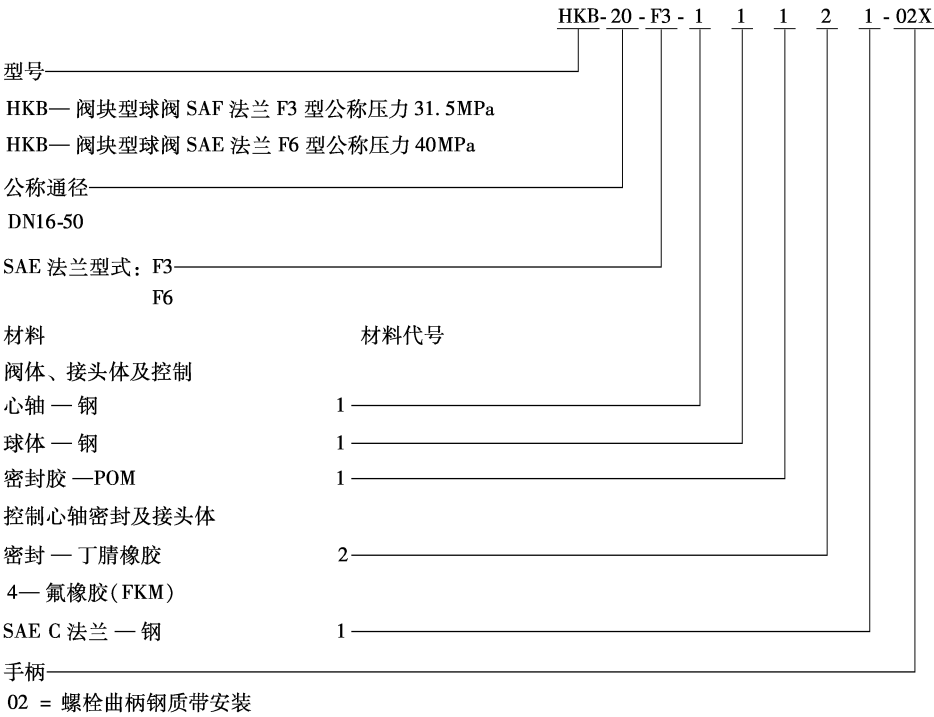 HKB-20-F3-1 1 1 2 1-02X
型号
HKB—阀块型球阀 SAF 法兰 F3 型公称压力 31.5MPa
HKB—阀块型球阀 SAE 法兰 F6 型公称压力 40MPa
公称通径
DN16-50
SAE 法兰型式：F3
F6
材料 材料代号
阀体、接头体及控制
心轴—钢 1
球体—钢 1
密封胶—POM 1
控制心轴密封及接头体
密封—丁腈橡胶 2
4—氟橡胶(FKM)
SAE C 法兰—钢 1
手柄
02 = 螺栓曲柄钢质带安装